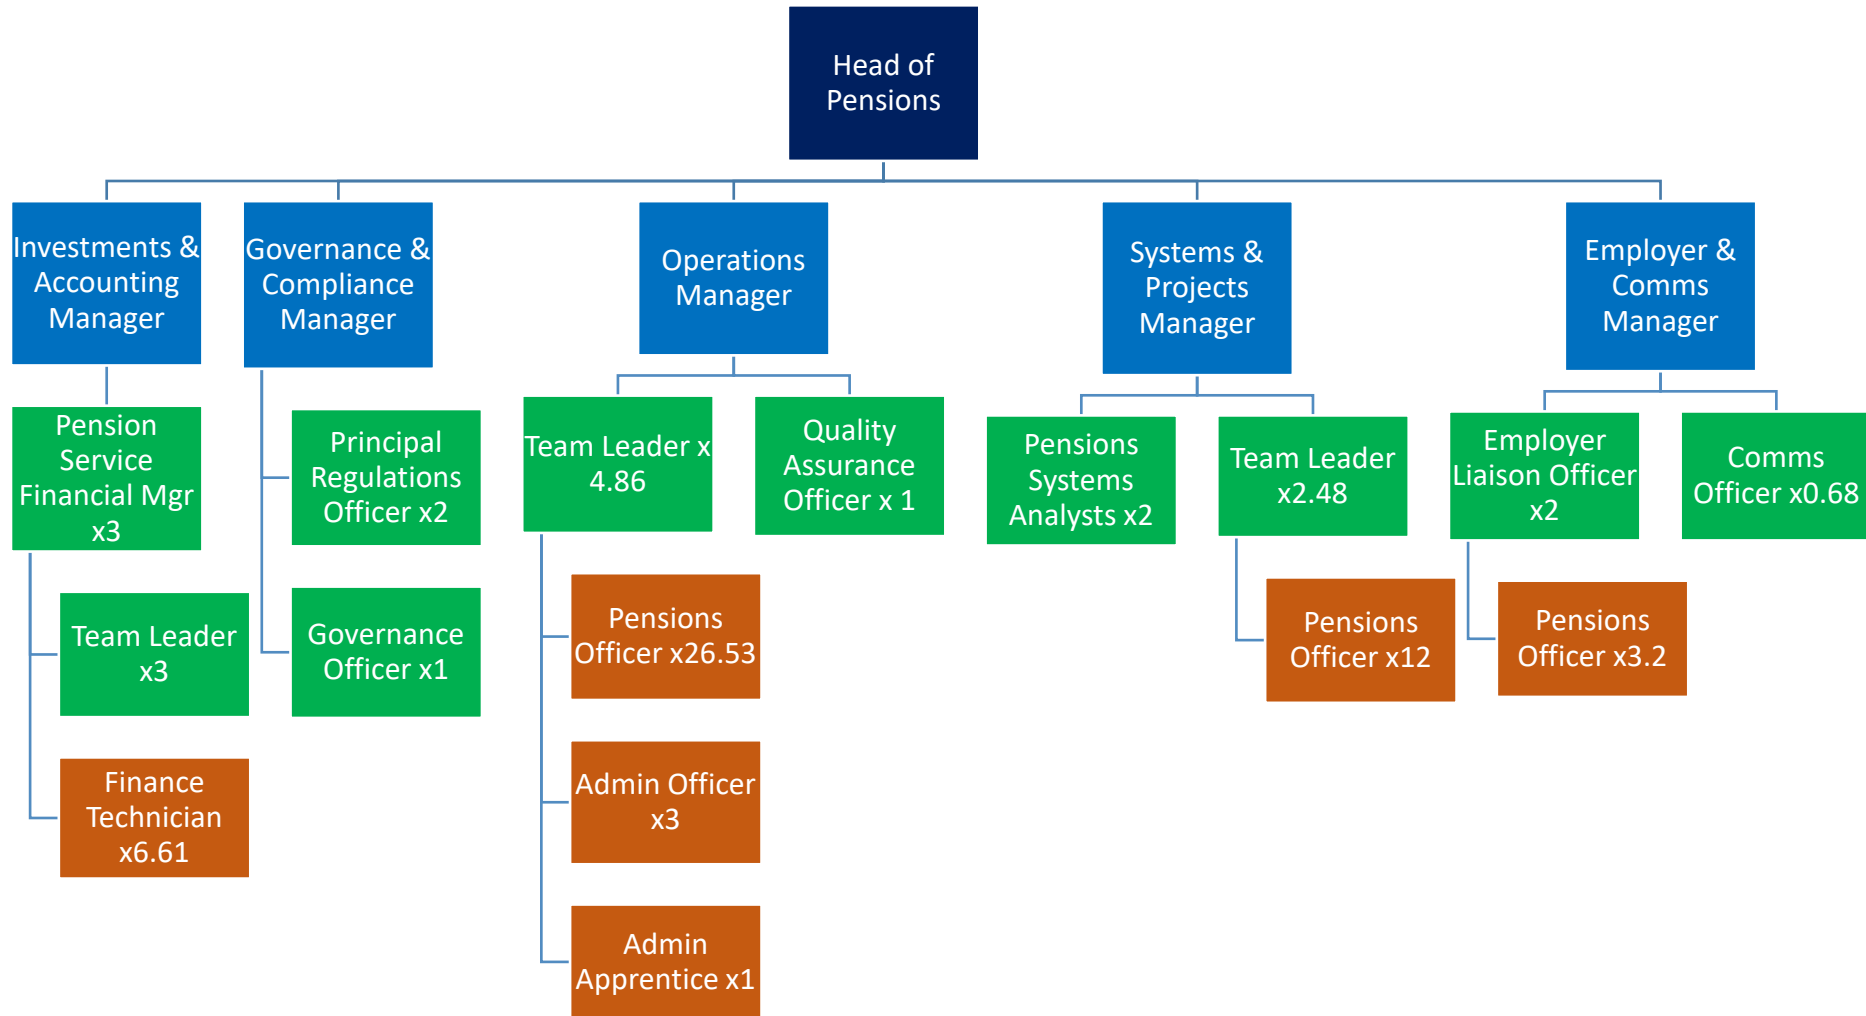 Head of
Pensions
Investments &
Accounting
Manager
Governance &
Compliance
Manager
Operations
Manager
Systems &
Projects
Manager
Employer &
Comms
Manager
Pension
Service
Financial Mgr
x3
Team Leader
x3
Finance
Technician
x6.61
Principal
Regulations
Officer x2
Governance
Officer x1
Team Leader x
4.86
Quality
Assurance
Officer x 1
Pensions
Officer x26.53
Admin Officer
x3
Admin
Apprentice x1
Pensions
Systems
Analysts x2
Team Leader
x2.48
Pensions
Officer x12
Employer
Liaison Officer
x2
Comms
Officer x0.68
Pensions
Officer x3.2